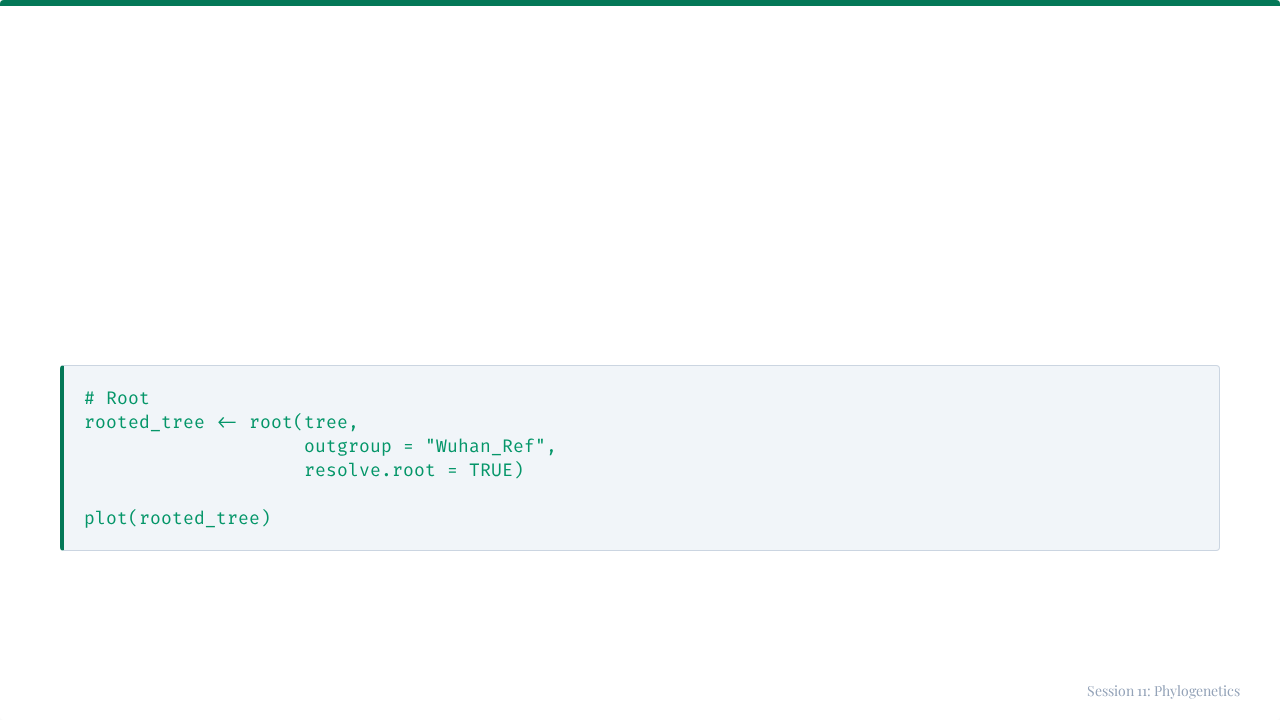 # Root
rooted_tree <- root(tree,
                    outgroup = "Wuhan_Ref",
                    resolve.root = TRUE)

plot(rooted_tree)
Session 11: Phylogenetics